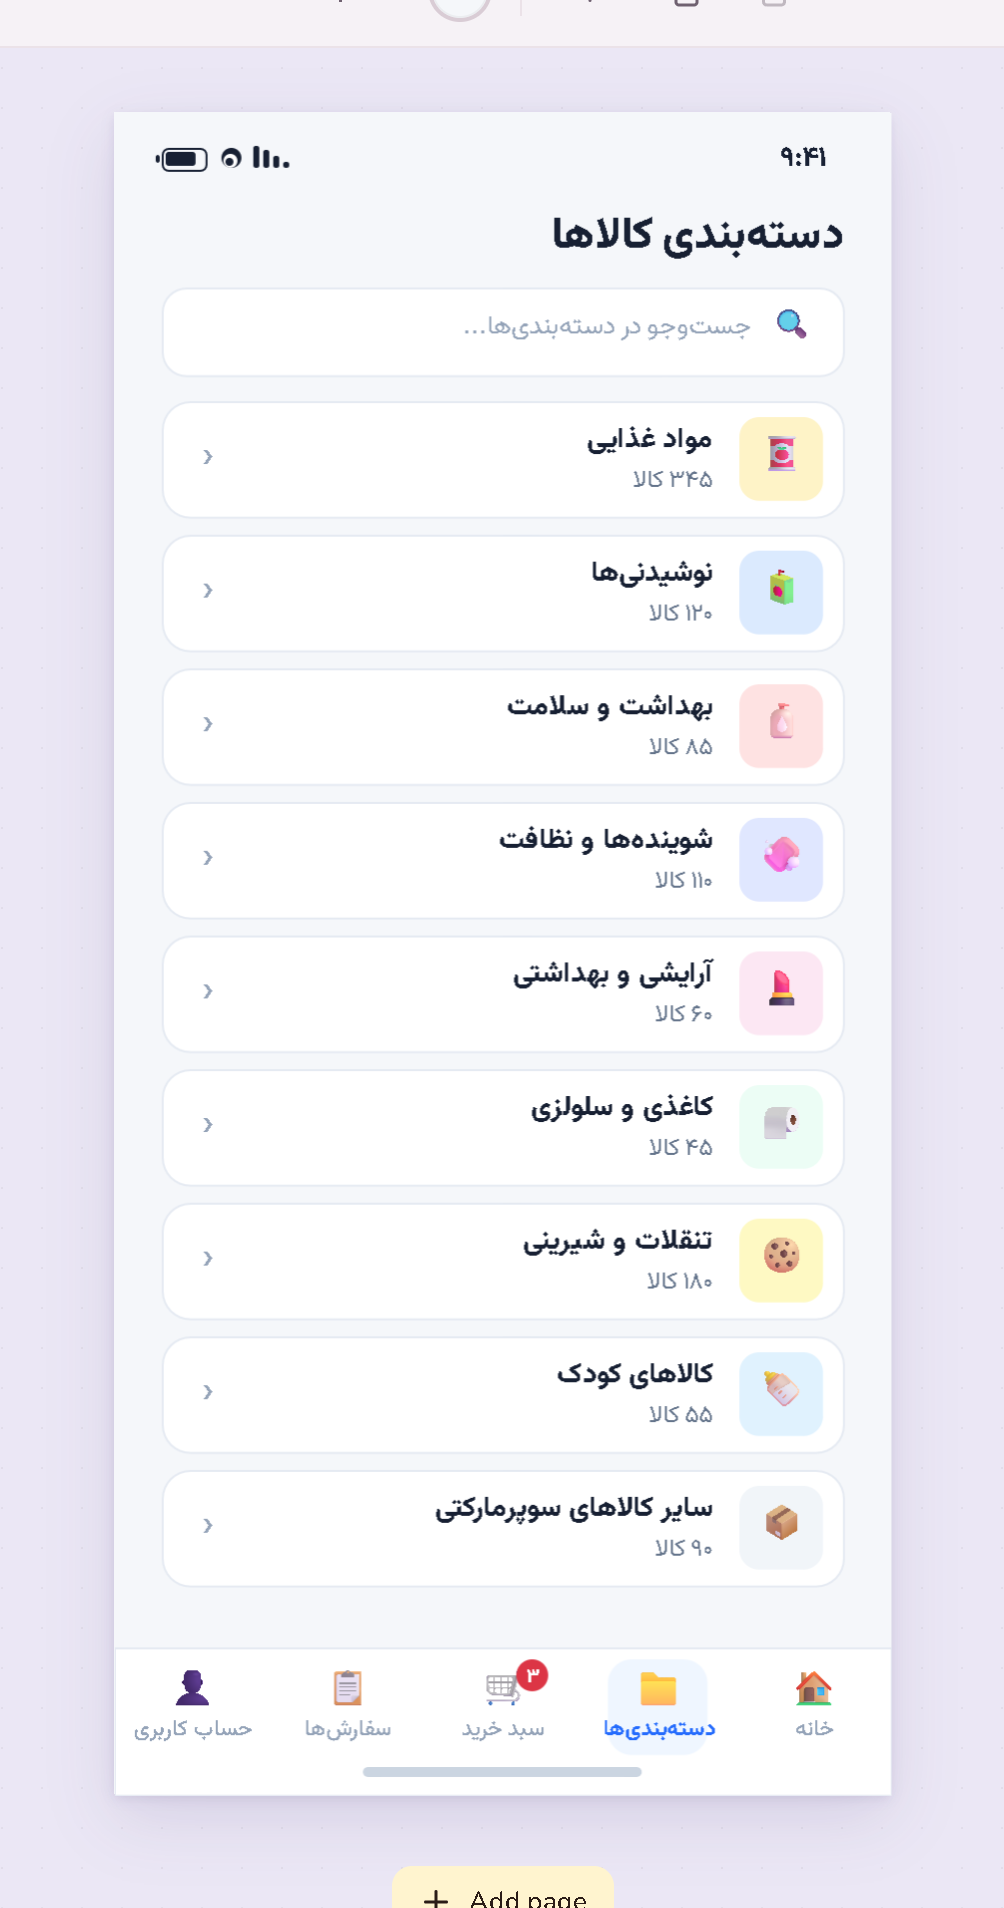 ۹:۴۱
دسته‌بندی کالاها
جست‌وجو در دسته‌بندی‌ها...
مواد غذایی
۳۴۵ کالا
نوشیدنی‌ها
۱۲۰ کالا
بهداشت و سلامت
۸۵ کالا
شوینده‌ها و نظافت
۱۱۰ کالا
آرایشی و بهداشتی
۶۰ کالا
کاغذی و سلولزی
۴۵ کالا
تنقلات و شیرینی
۱۸۰ کالا
کالاهای کودک
۵۵ کالا
سایر کالاهای سوپرمارکتی
۹۰ کالا
۳
خانه
دسته‌بندی‌ها
سبد خرید
سفارش‌ها
حساب کاربری
Add page